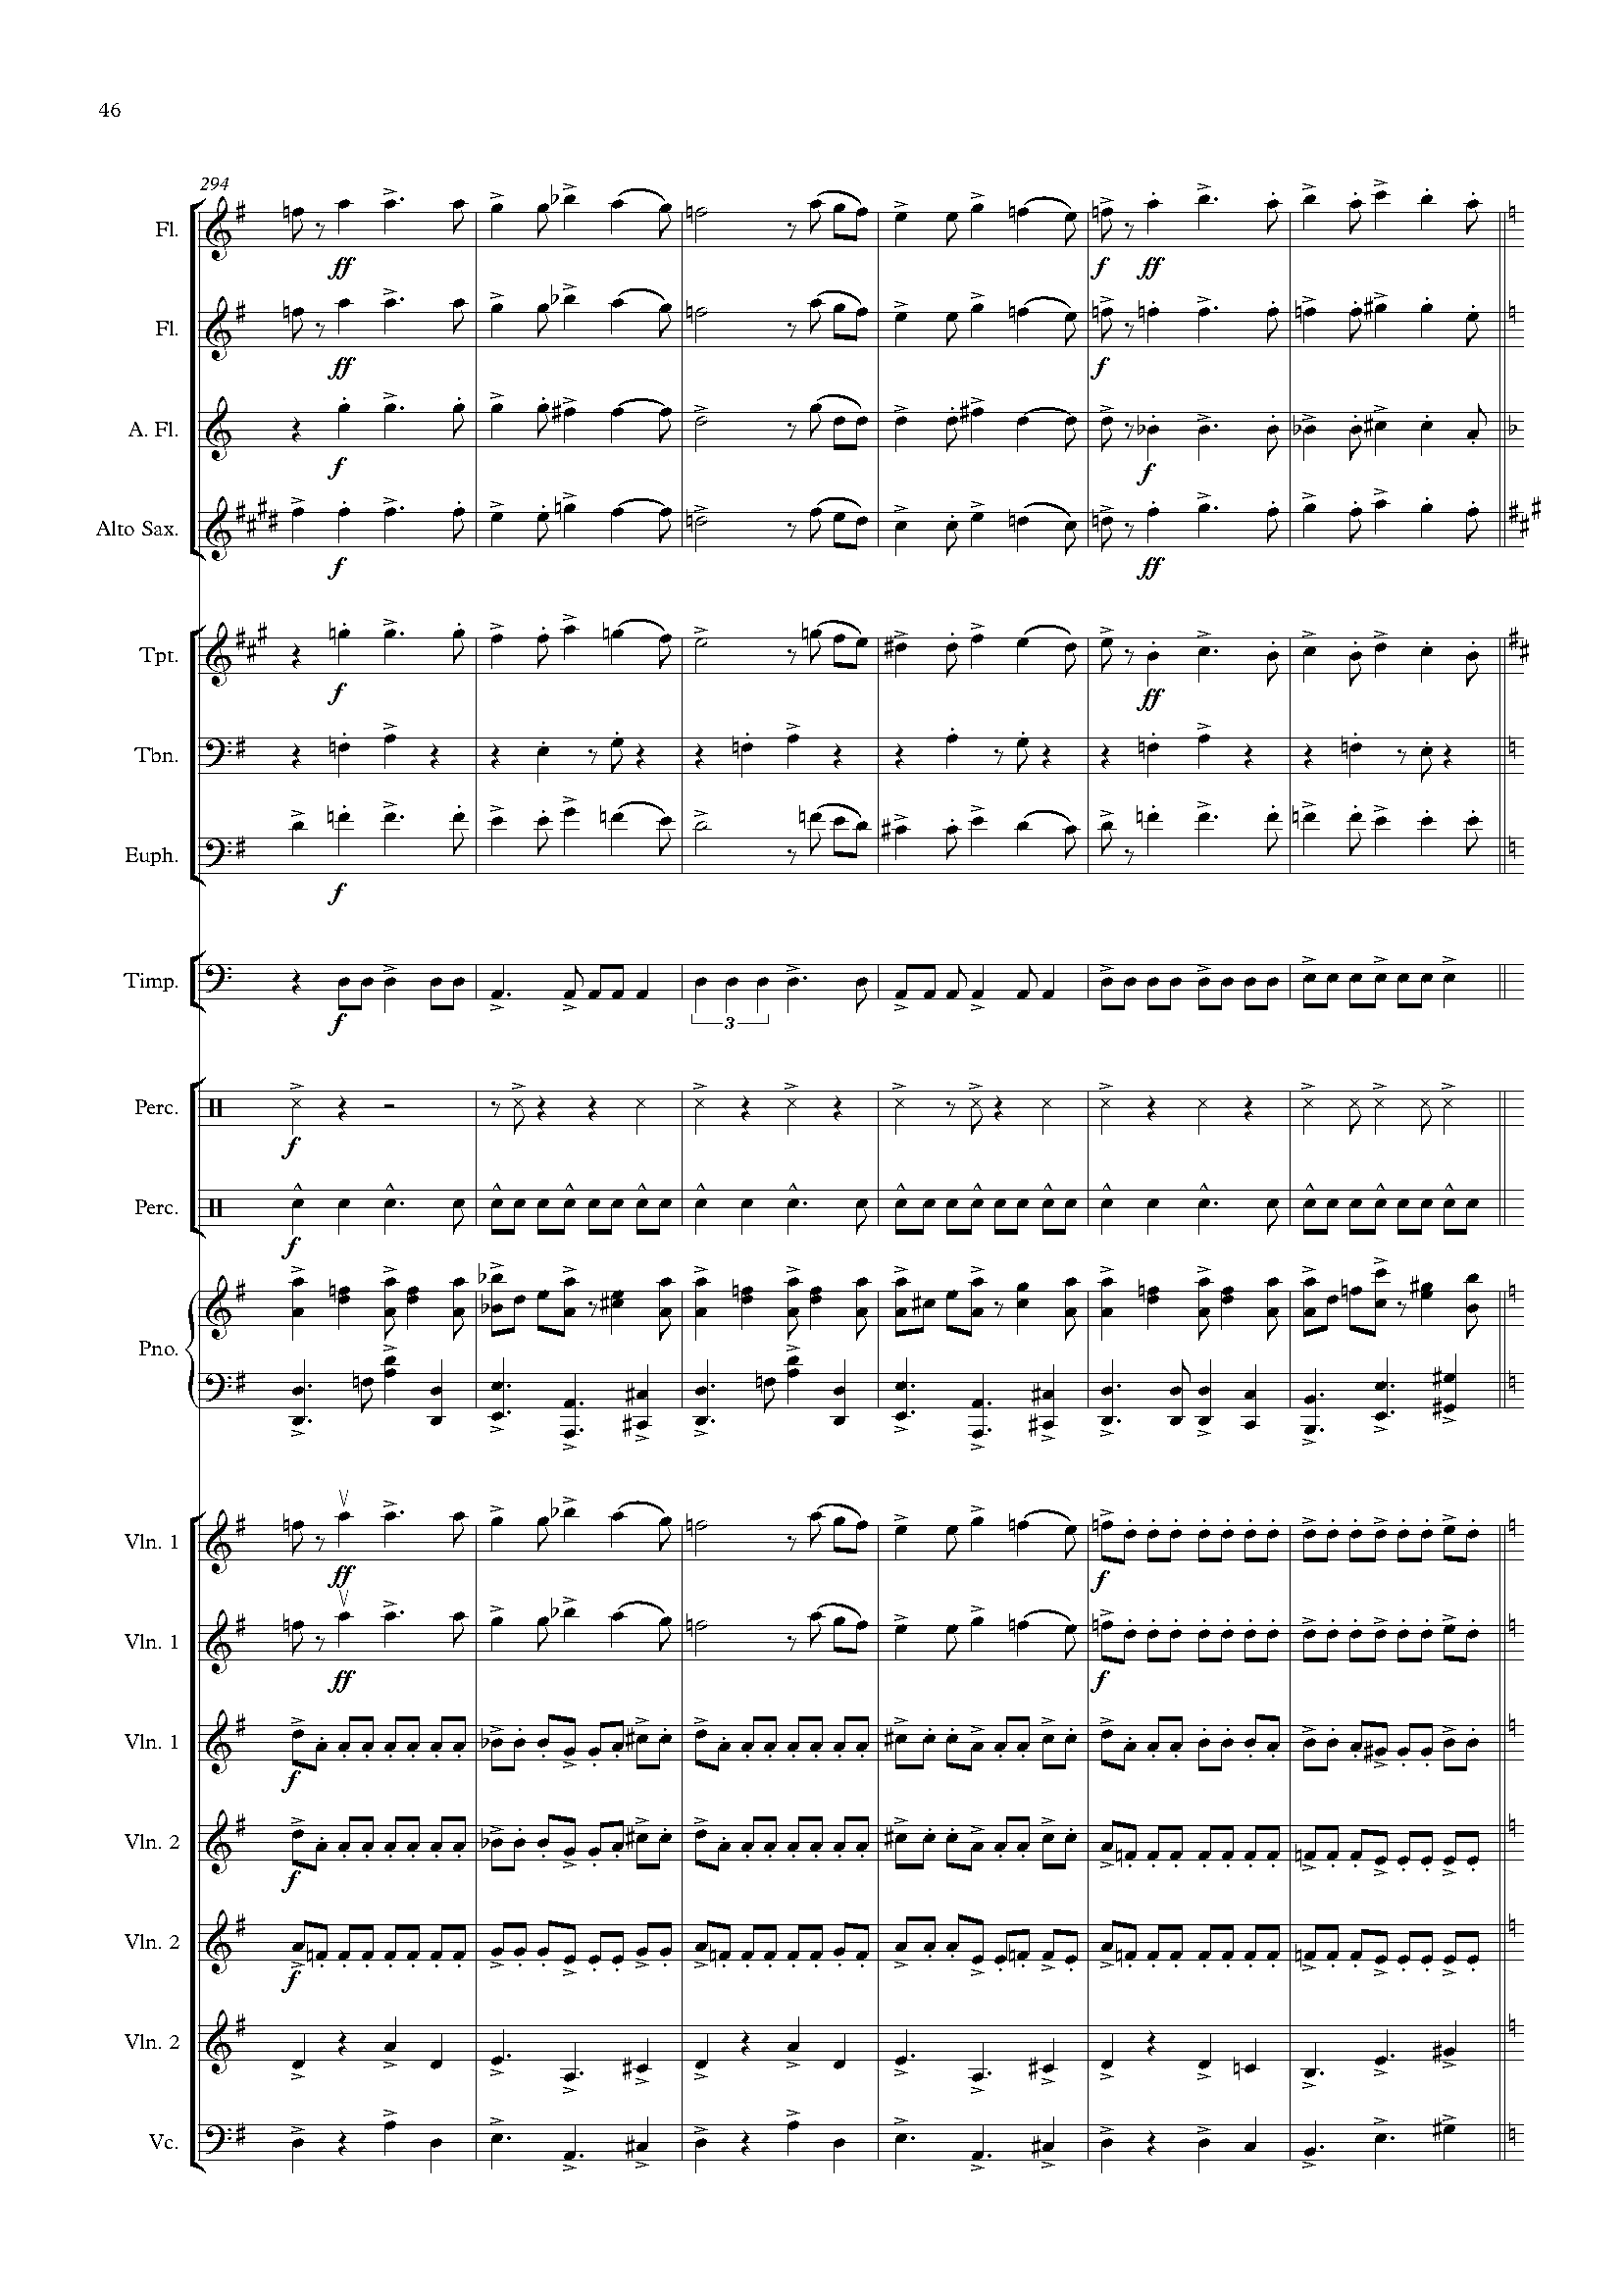 46
294
Fl.
ff
f ff
Fl.
ff
f
A. Fl.
f
f
Alto Sax.
f
ff
Tpt.
f
ff
Tbn.
Euph.
f
Timp.
f
3
Perc.
f
Perc.
f
Pno.
Vln. 1
ff
f
Vln. 1
ff
f
Vln. 1
f
Vln. 2
f
Vln. 2
f
Vln. 2
Vc.